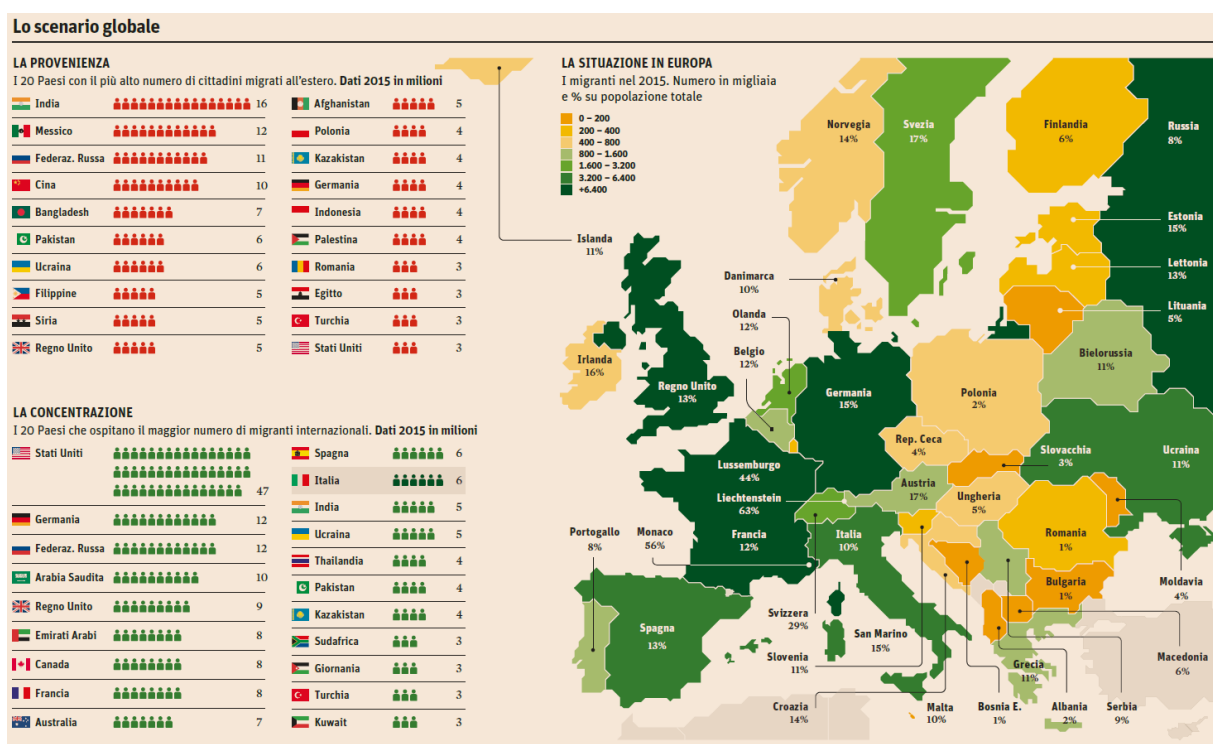 Lo scenario globale
LA PROVENIENZA
I 20 Paesi con il più alto numero di cittadini migrati all'estero. Dati 2015 in milioni
India 16
Messico 12
Federaz. Russa 11
Cina 10
Bangladesh 7
Pakistan 6
Ucraina 6
Filippine 5
Siria 5
Regno Unito 5
Afghanistan 5
Polonia 4
Kazakistan 4
Germania 4
Indonesia 4
Palestina 4
Romania 3
Egitto 3
Turchia 3
Stati Uniti 3
LA CONCENTRAZIONE
I 20 Paesi che ospitano il maggior numero di migranti internazionali. Dati 2015 in milioni
Stati Uniti 47
Germania 12
Federaz. Russa 12
Arabia Saudita 10
Regno Unito 9
Emirati Arabi 8
Canada 8
Francia 8
Australia 7
Spagna 6
Italia 6
India 5
Ucraina 5
Thailandia 4
Pakistan 4
Kazakistan 4
Sudafrica 3
Giornania 3
Turchia 3
Kuwait 3
LA SITUAZIONE IN EUROPA
I migranti nel 2015. Numero in migliaia
e % su popolazione totale
0 – 200
200 – 400
400 – 800
800 – 1.600
1.600 – 3.200
3.200 – 6.400
+6.400
Norvegia
14%
Svezia
17%
Finlandia
6%
Russia
8%
Islanda
11%
Estonia
15%
Lettonia
13%
Lituania
5%
Danimarca
10%
Olanda
12%
Belgio
12%
Irlanda
16%
Regno Unito
13%
Germania
15%
Polonia
2%
Bielorussia
11%
Rep. Ceca
4%
Slovacchia
3%
Ucraina
11%
Lussemburgo
44%
Liechtenstein
63%
Austria
17%
Ungheria
5%
Portogallo
8%
Monaco
56%
Francia
12%
Italia
10%
Romania
1%
Moldavia
4%
Bulgaria
1%
Svizzera
29%
Spagna
13%
San Marino
15%
Slovenia
11%
Grecia
11%
Macedonia
6%
Croazia
14%
Malta
10%
Bosnia E.
1%
Albania
2%
Serbia
9%